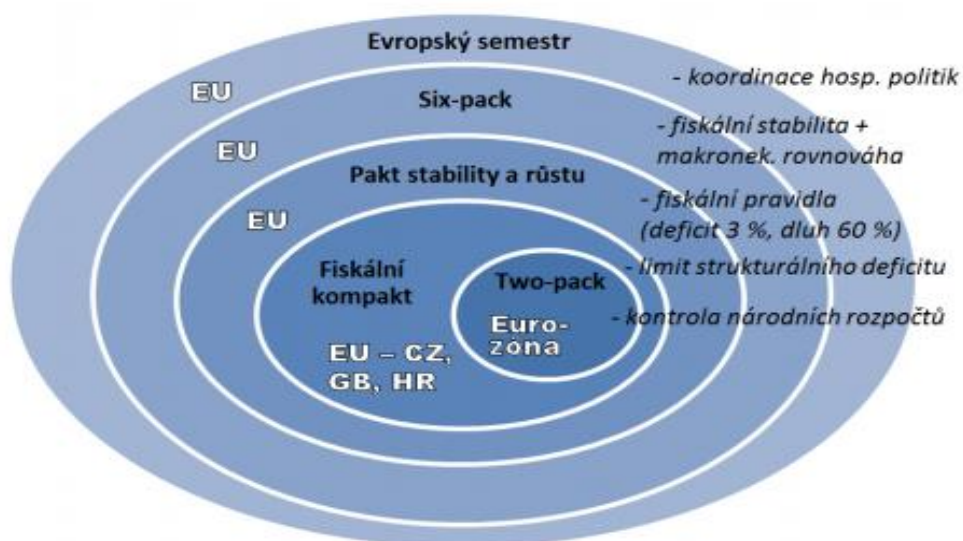 Evropský semestr
EU
- koordinace hosp. politik
Six-pack
EU
- fiskální stabilita +
makronek. rovnováha
Pakt stability a růstu
EU
- fiskální pravidla
(deficit 3 %, dluh 60 %)
Fiskální
kompakt
EU – CZ,
GB, HR
- limit strukturálního deficitu
Two-pack
Euro-
zóna
- kontrola národních rozpočtů